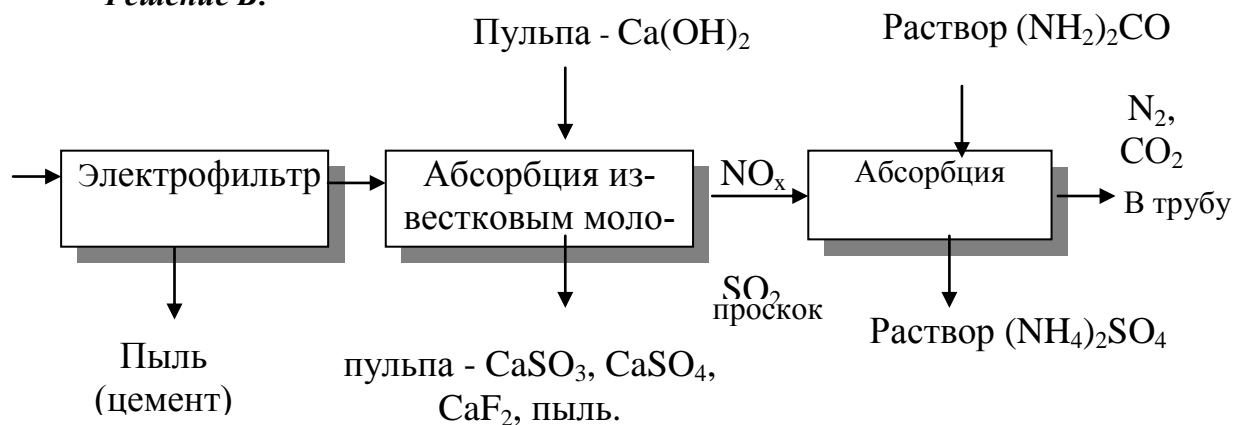 Решение В:
Пульпа - Ca(OH)2
Раствор (NH2)2CO
Электрофильтр
Абсорбция из-
вестковым моло-
NOx
SO2
проскок
Абсорбция
N2,
CO2
В трубу
Пыль
(цемент)
пульпа - CaSO3, CaSO4,
CaF2, пыль.
Раствор (NH4)2SO4